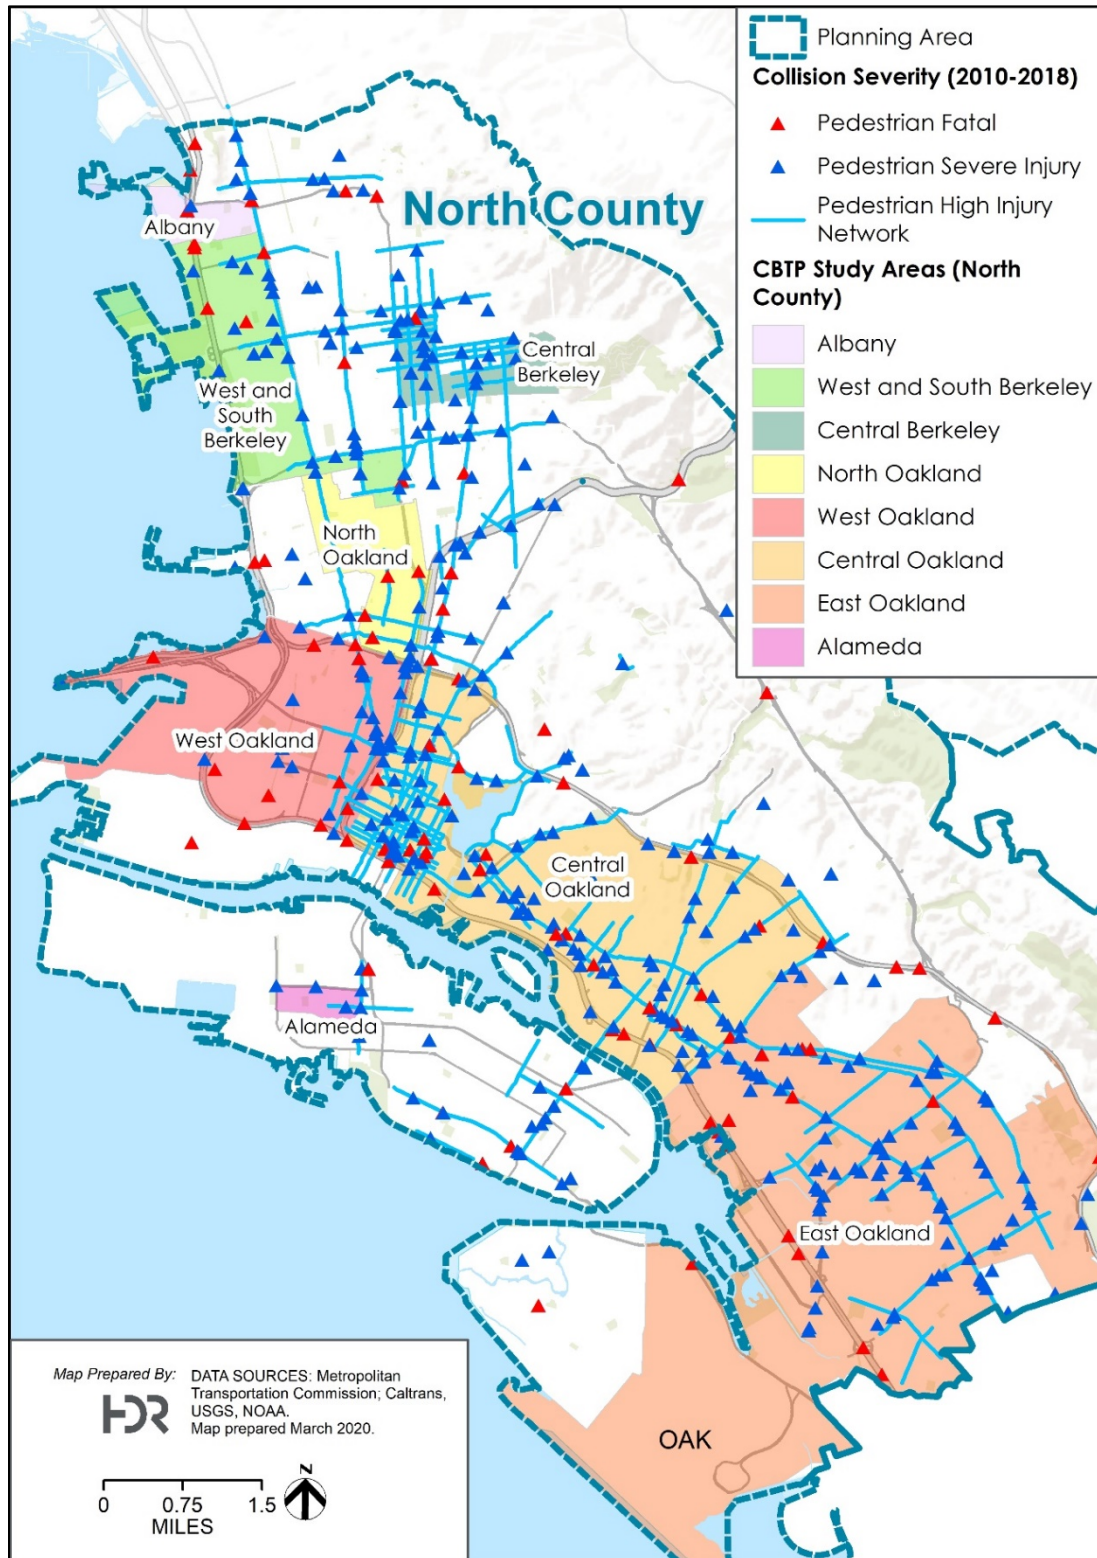 Planning Area
Collision Severity (2010-2018)
Pedestrian Fatal
Pedestrian Severe Injury
Pedestrian High Injury
Network
CBTP Study Areas (North
County)
Albany
West and South Berkeley
Central Berkeley
North Oakland
West Oakland
Central Oakland
East Oakland
Alameda
North County
Albany
Central
Berkeley
West and
South
Berkeley
North
Oakland
West Oakland
Central
Oakland
Alameda
East Oakland
OAK
Map Prepared By:
HDR
DATA SOURCES: Metropolitan
Transportation Commission; Caltrans,
USGS, NOAA.
Map prepared March 2020.
0 0.75 1.5
MILES
N